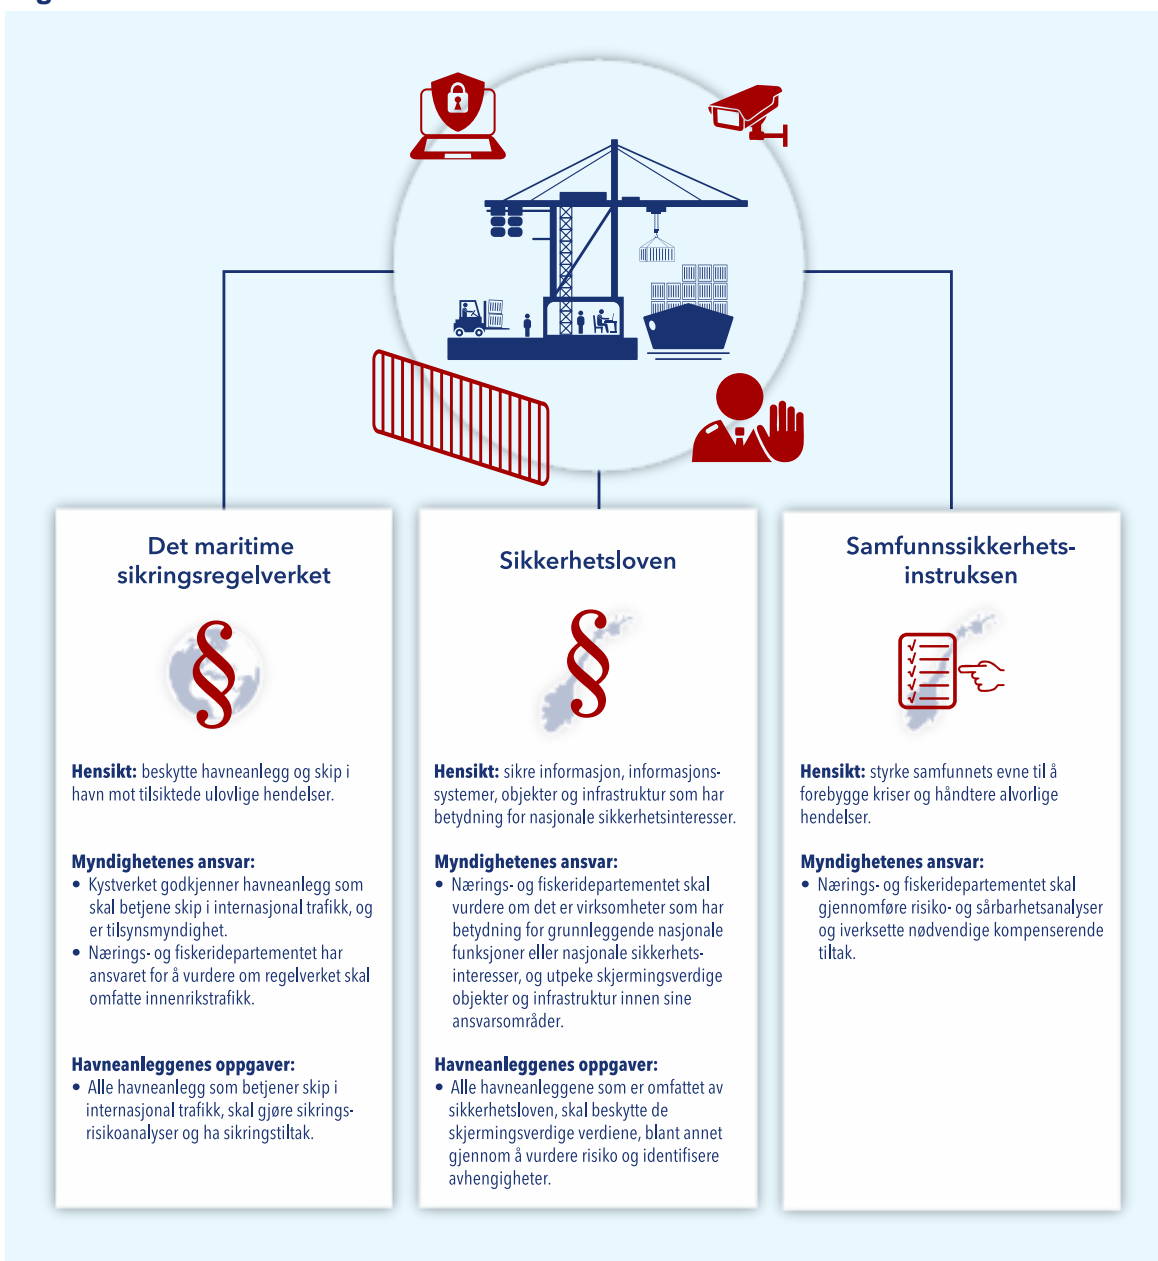 Det maritime
sikringsregelverket
Hensikt: beskytte havneanlegg og skip i
havn mot tilsiktede ulovlige hendelser.
Myndighetenes ansvar:
• Kystverket godkjenner havneanlegg som
skal betjene skip i internasjonal trafikk, og
er tilsynsmyndighet.
• Nærings- og fiskeridepartementet har
ansvaret for å vurdere om regelverket skal
omfatte innenrikstrafikk.
Havneanleggenes oppgaver:
• Alle havneanlegg som betjener skip i
internasjonal trafikk, skal gjøre sikrings-
risikoanalyser og ha sikringstiltak.
Sikkerhetsloven
Hensikt: sikre informasjon, informasjons-
systemer, objekter og infrastruktur som har
betydning for nasjonale sikkerhetsinteresser.
Myndighetenes ansvar:
• Nærings- og fiskeridepartementet skal
vurdere om det er virksomheter som har
betydning for grunnleggende nasjonale
funksjoner eller nasjonale sikkerhets-
interesser, og utpeke skjermingsverdige
objekter og infrastruktur innen sine
ansvarsområder.
Havneanleggenes oppgaver:
• Alle havneanleggene som er omfattet av
sikkerhetsloven, skal beskytte de
skjermingsverdige verdiene, blant annet
gjennom å vurdere risiko og identifisere
avhengigheter.
Samfunnssikkerhets-
instruksen
Hensikt: styrke samfunnets evne til å
forebygge kriser og håndtere alvorlige
hendelser.
Myndighetenes ansvar:
• Nærings- og fiskeridepartementet skal
gjennomføre risiko- og sårbarhetsanalyser
og iverksette nødvendige kompenserende
tiltak.